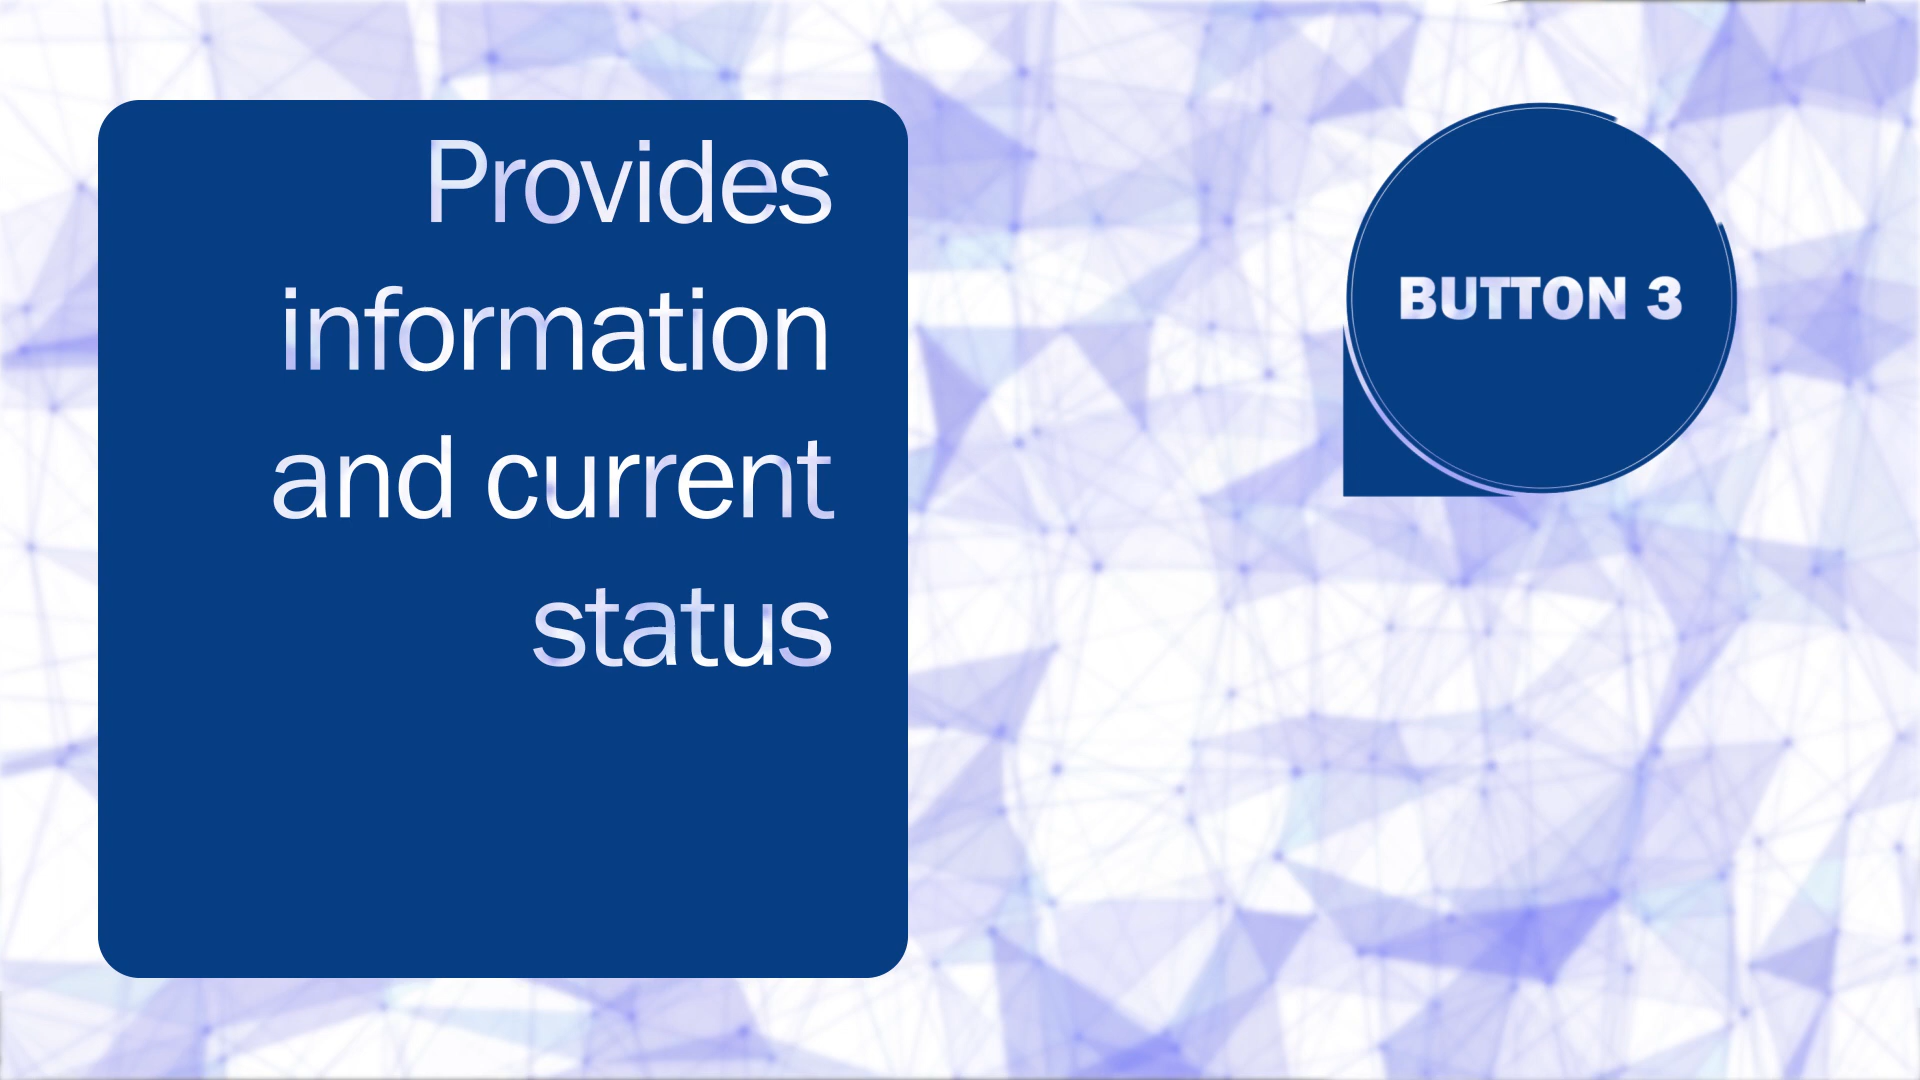 Provides
information
and current
status
BUTTON 3